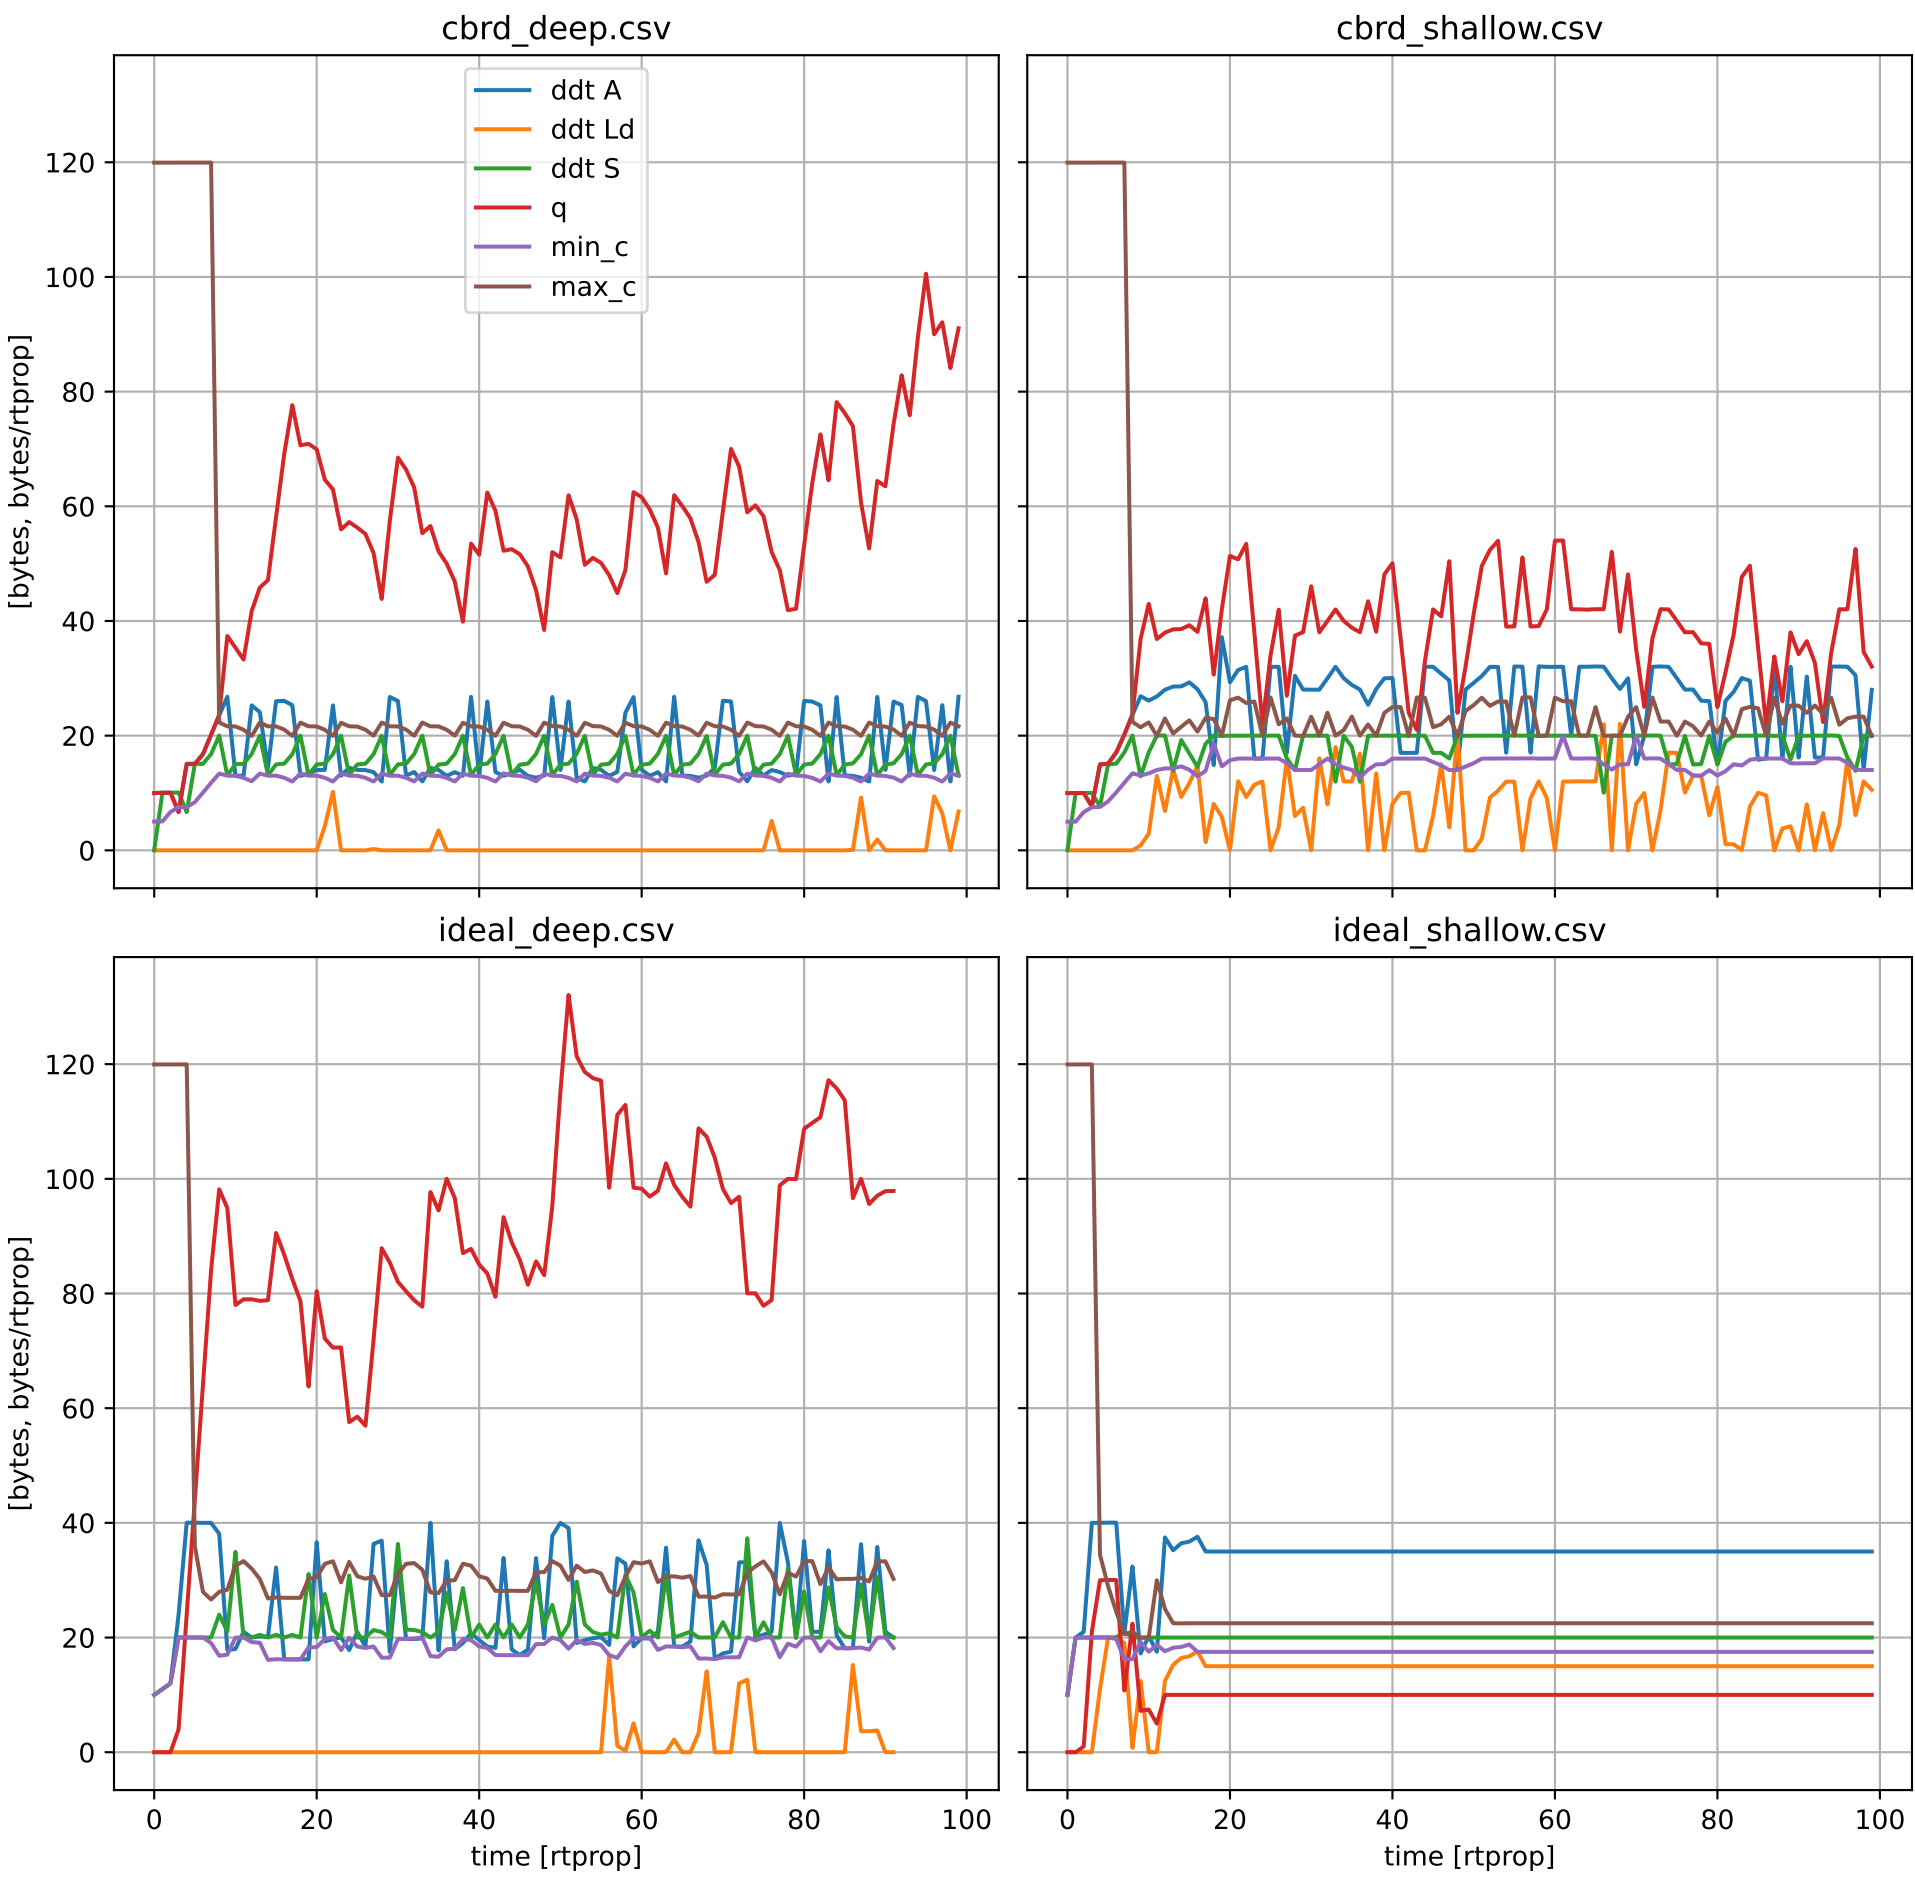 cbrd_deep.csv
cbrd_shallow.csv
[bytes, bytes/rtprop]
120
100
80
60
40
20
0
ddt A
ddt Ld
ddt S
q
min_c
max_c
ideal_deep.csv
ideal_shallow.csv
[bytes, bytes/rtprop]
120
100
80
60
40
20
0
0 20 40 60 80 100
0 20 40 60 80 100
time [rtprop]
time [rtprop]